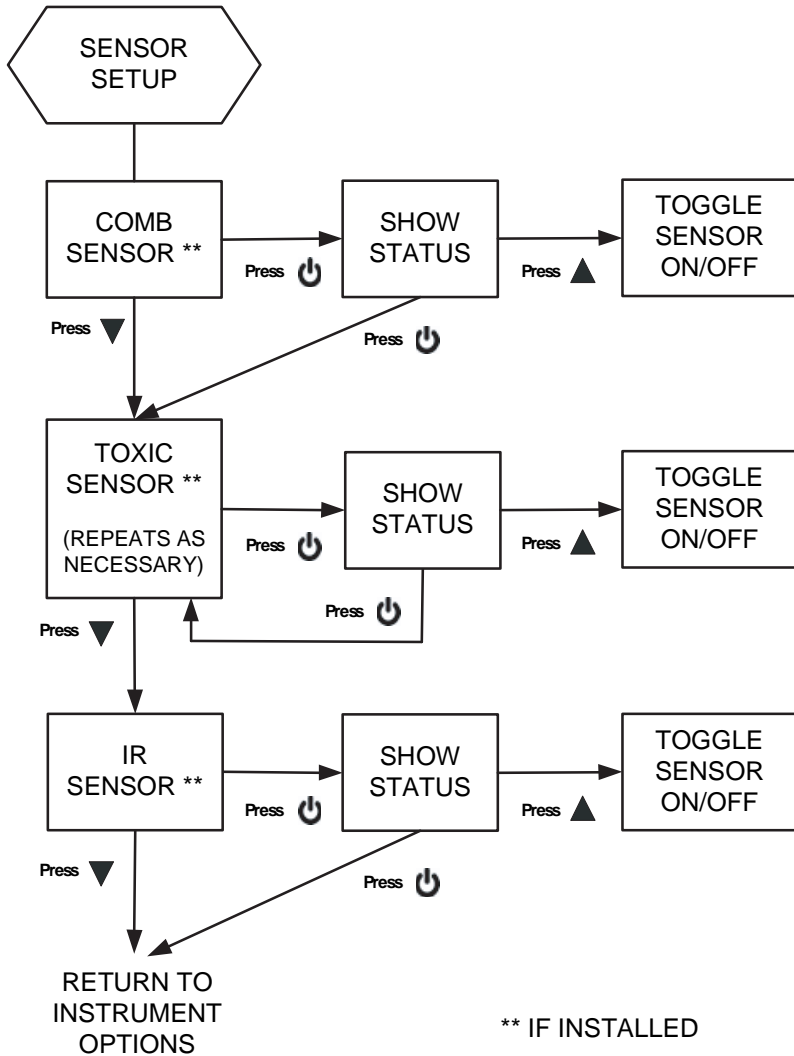 SENSOR
SETUP
COMB
SENSOR **
Press
SHOW
STATUS
Press
TOGGLE
SENSOR
ON/OFF
Press
Press
TOXIC
SENSOR **
(REPEATS AS
NECESSARY)
Press
SHOW
STATUS
Press
TOGGLE
SENSOR
ON/OFF
Press
Press
IR
SENSOR **
Press
SHOW
STATUS
Press
TOGGLE
SENSOR
ON/OFF
Press
Press
RETURN TO
INSTRUMENT
OPTIONS
** IF INSTALLED